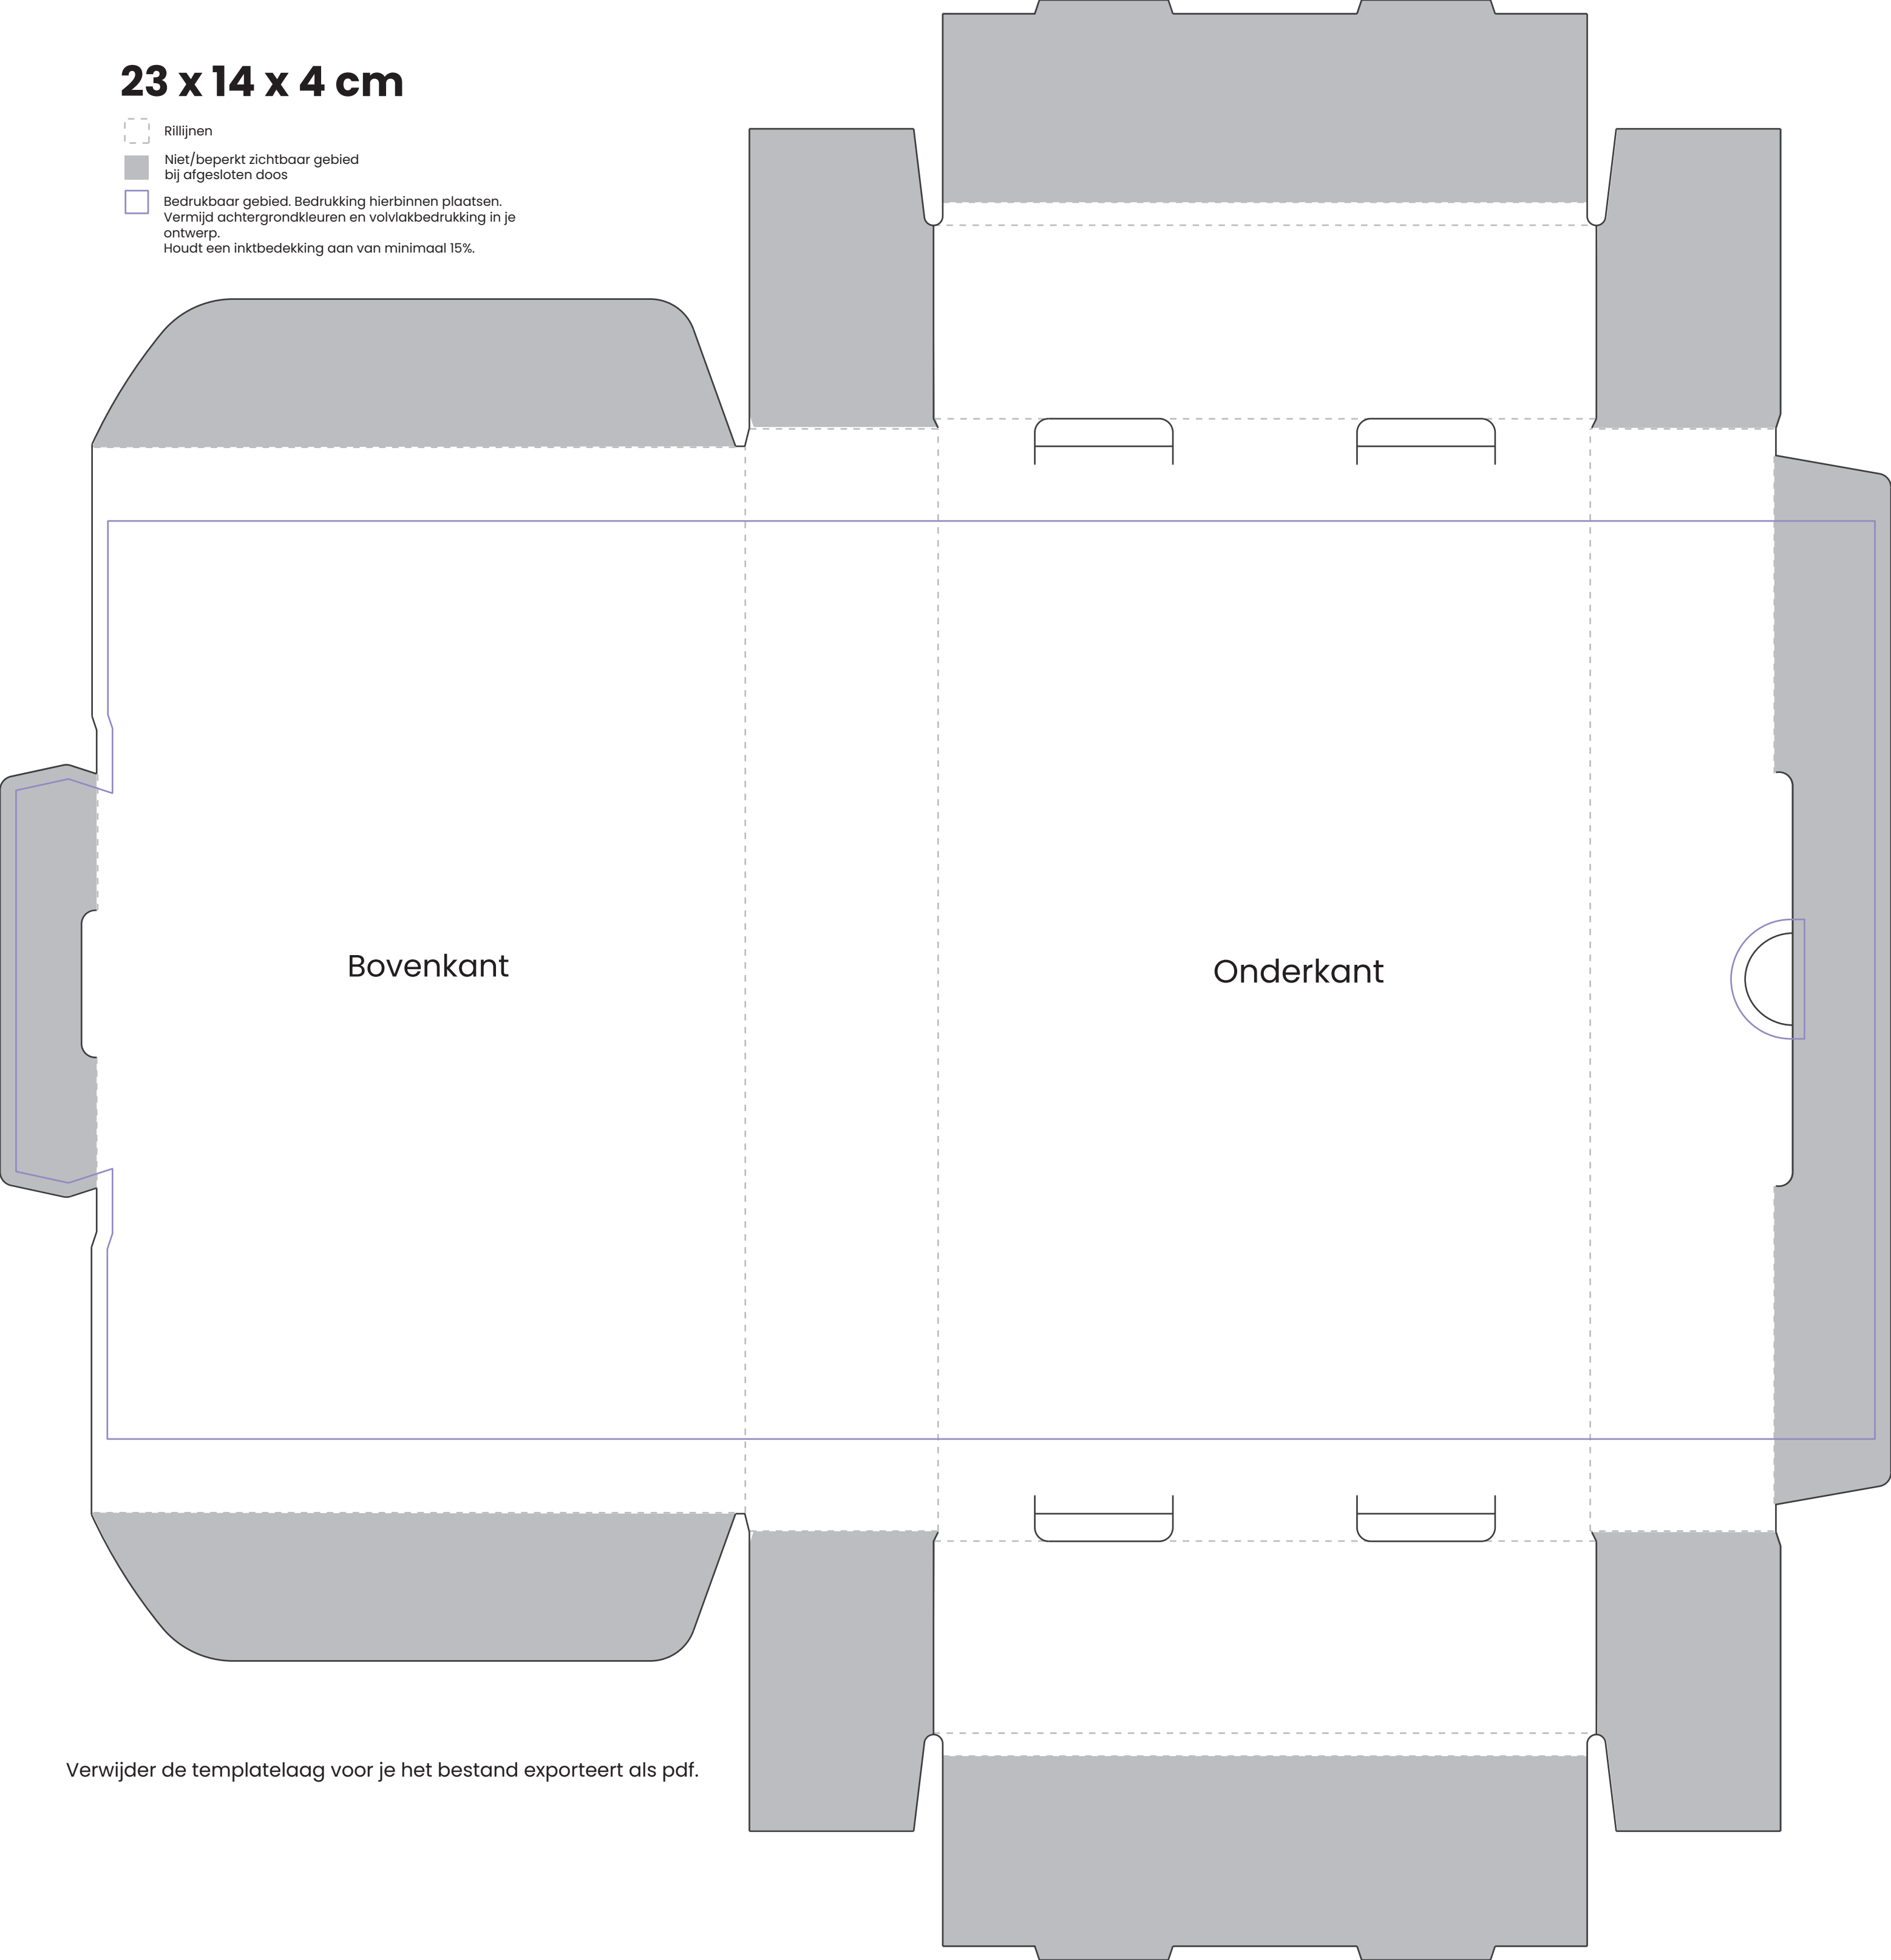 23 x 14 x 4 cm
Rillijnen
Niet/beperkt zichtbaar gebied
bij afgesloten doos
Bedrukbaar gebied. Bedrukking hierbinnen plaatsen.
Vermijd achtergrondkleuren en volvlakbedrukking in je
ontwerp.
Houdt een inktbedekking aan van minimaal 15%.
Bovenkant
Onderkant
Verwijder de templatelaag voor je het bestand exporteert als pdf.